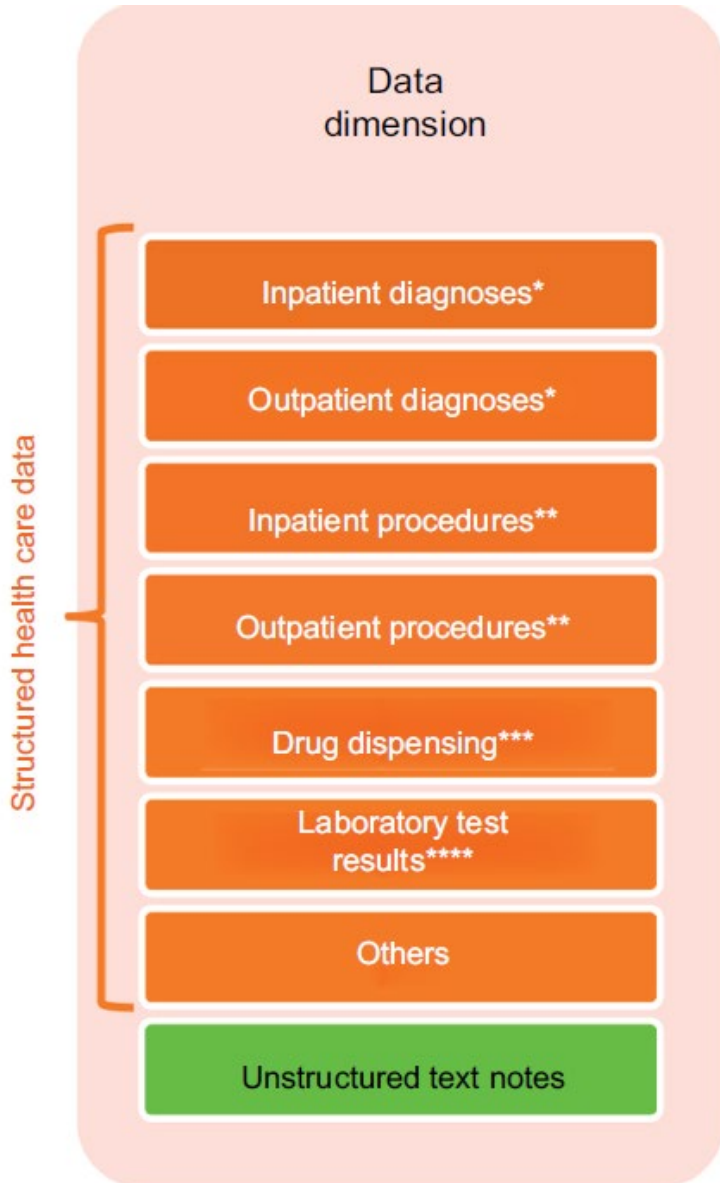 Data
dimension
Structured health care data
Inpatient diagnoses*
Outpatient diagnoses*
Inpatient procedures**
Outpatient procedures**
Drug dispensing***
Laboratory test
results****
Others
Unstructured text notes